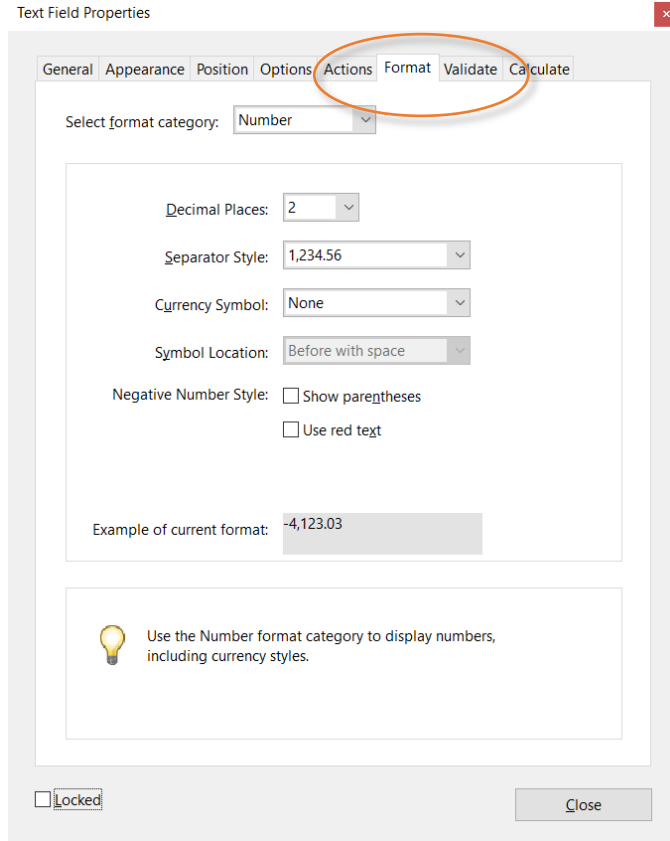 Text Field Properties
General Appearance Position Options Actions Format Validate Calculate
Select format category: Number
Decimal Places: 2
Separator Style: 1,234.56
Currency Symbol: None
Symbol Location: Before with space
Negative Number Style: Show parentheses
Use red text
Example of current format: -4,123.03
Use the Number format category to display numbers,
including currency styles.
Locked
Close